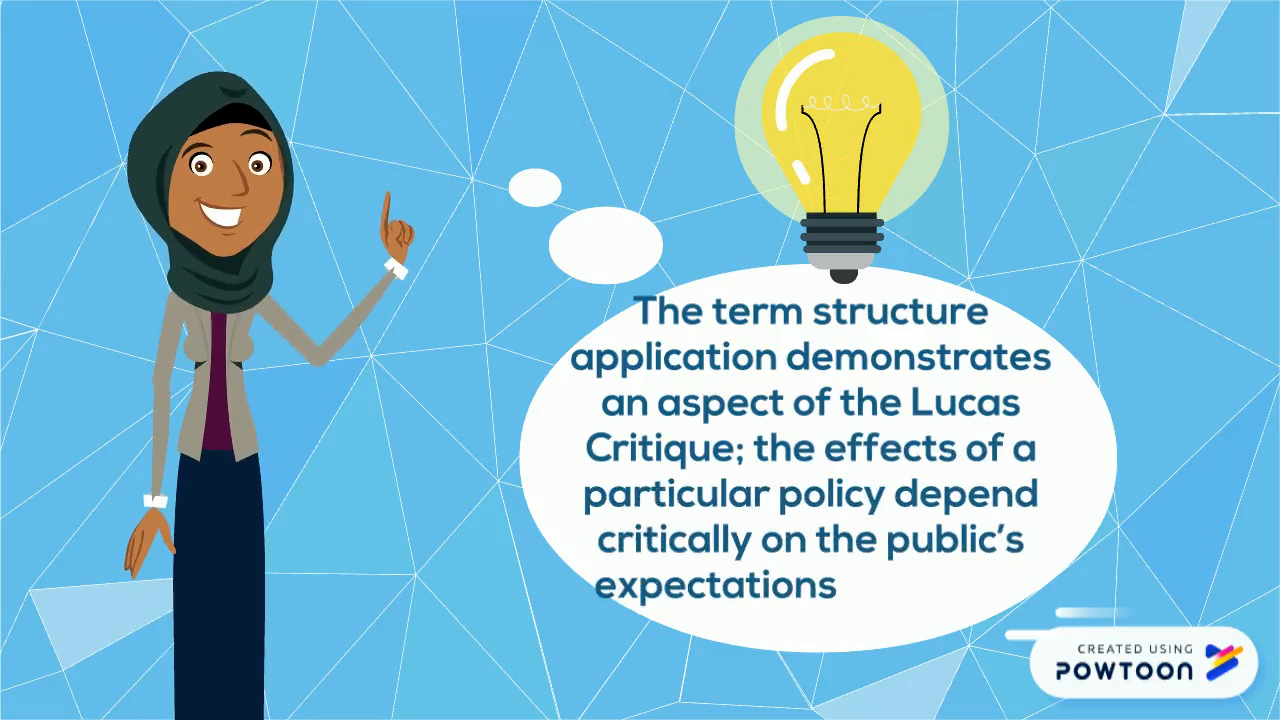 The term structure
application demonstrates
an aspect of the Lucas
Critique; the effects of a
particular policy depend
critically on the public’s
expectations
CREATED USING
POWTOON